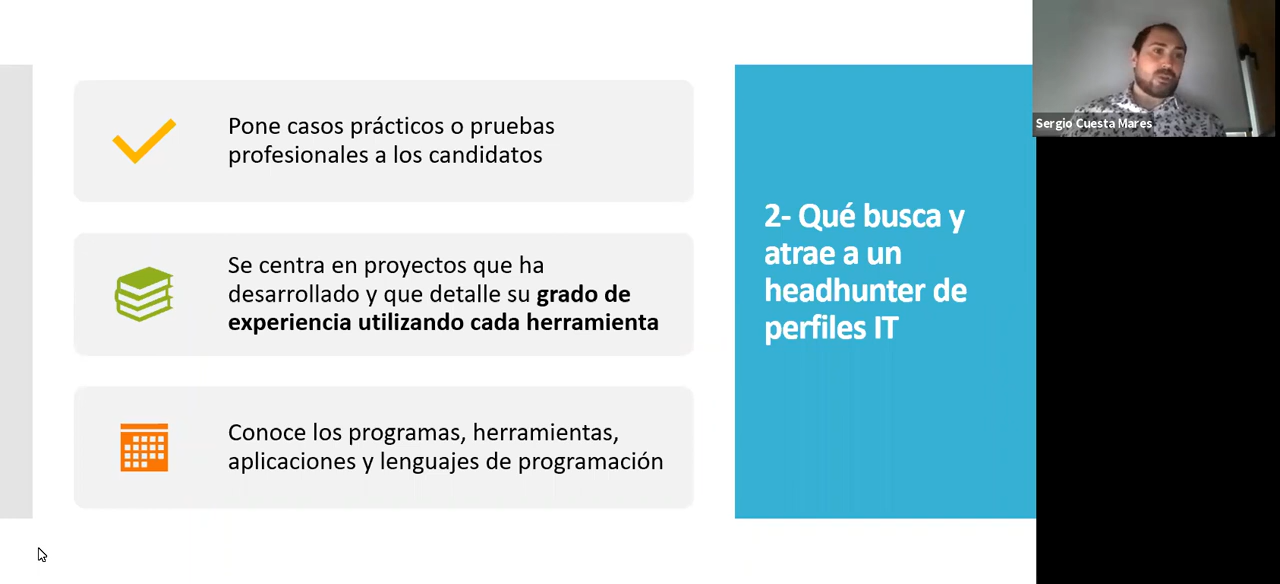 Pone casos prácticos o pruebas
profesionales a los candidatos
Se centra en proyectos que ha
desarrollado y que detalle su grado de
experiencia utilizando cada herramienta
Conoce los programas, herramientas,
aplicaciones y lenguajes de programación
2- Qué busca y
atrae a un
headhunter de
perfiles IT
Sergio Cuesta Mares